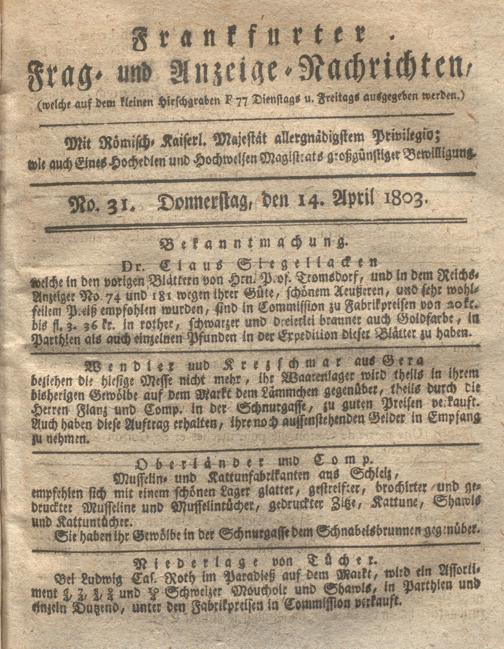 Frankfurter
Frag- und Anzeige-Nachrichten,
(welche auf dem kleinen Hirschgraben F 77 Dienstags u. Freitags ausgegeben werden.)
Mit Römisch- Kaiserl. Majestät allergnädigstem Privilegio;
wie auch Eines Hochedlen und Hochweisen Magistrats großgünstiger Bewilligung.
No. 31. Donnerstag, den 14. April 1803.
Bekanntmachung.
Dr. Claus Siegellacken
welche in den vorigen Blättern von Hrn. Prof. Tromsdorf, und in dem Reichs-
Anzeiger No. 74 und 181 wegen ihrer Güte, schönem Aeußeren, und sehr wohl-
feilem Preiß empfohlen wurden, sind in Commission zu Fabrikpreisen von 20 kr.
bis fl. 3. 36 kr. in rother, schwarzer und dreierlei brauner auch Goldfarbe, in
Parthien als auch einzelnen Pfunden in der Expedition dieser Blätter zu haben.
Wendler und Krezschmar aus Gera
beziehen die hiesige Messe nicht mehr, ihr Waarenlager wird theils in ihrem
bisherigen Gewölbe auf dem Markt dem Lämmchen gegenüber, theils durch die
Herren Flanz und Comp. in der Schnurgasse, zu guten Preisen verkauft.
Auch haben diese Auftrag erhalten, ihre noch aussenstehenden Gelder in Empfang
zu nehmen.
Oberländer und Comp.
Musselin- und Kattunfabrikanten aus Schleiz,
empfehlen sich mit einem schönen Lager glatter, gestreifter, brochirter und ge-
druckter Musseline und Musselintücher, gedruckter Zitze, Kattune, Shawls
und Kattuntücher.
Sie haben ihr Gewölbe in der Schnurgasse dem Schnabelsbrunnen gegenüber.
Niederlage von Tücher.
Bei Ludwig Cas. Roth im Paradieß auf dem Markt, wird ein Assorti-
ment und Schweizer Mouchoir und Shawls, in Parthien und
einzeln Dutzend, unter den Fabrikpreisen in Commission verkauft.